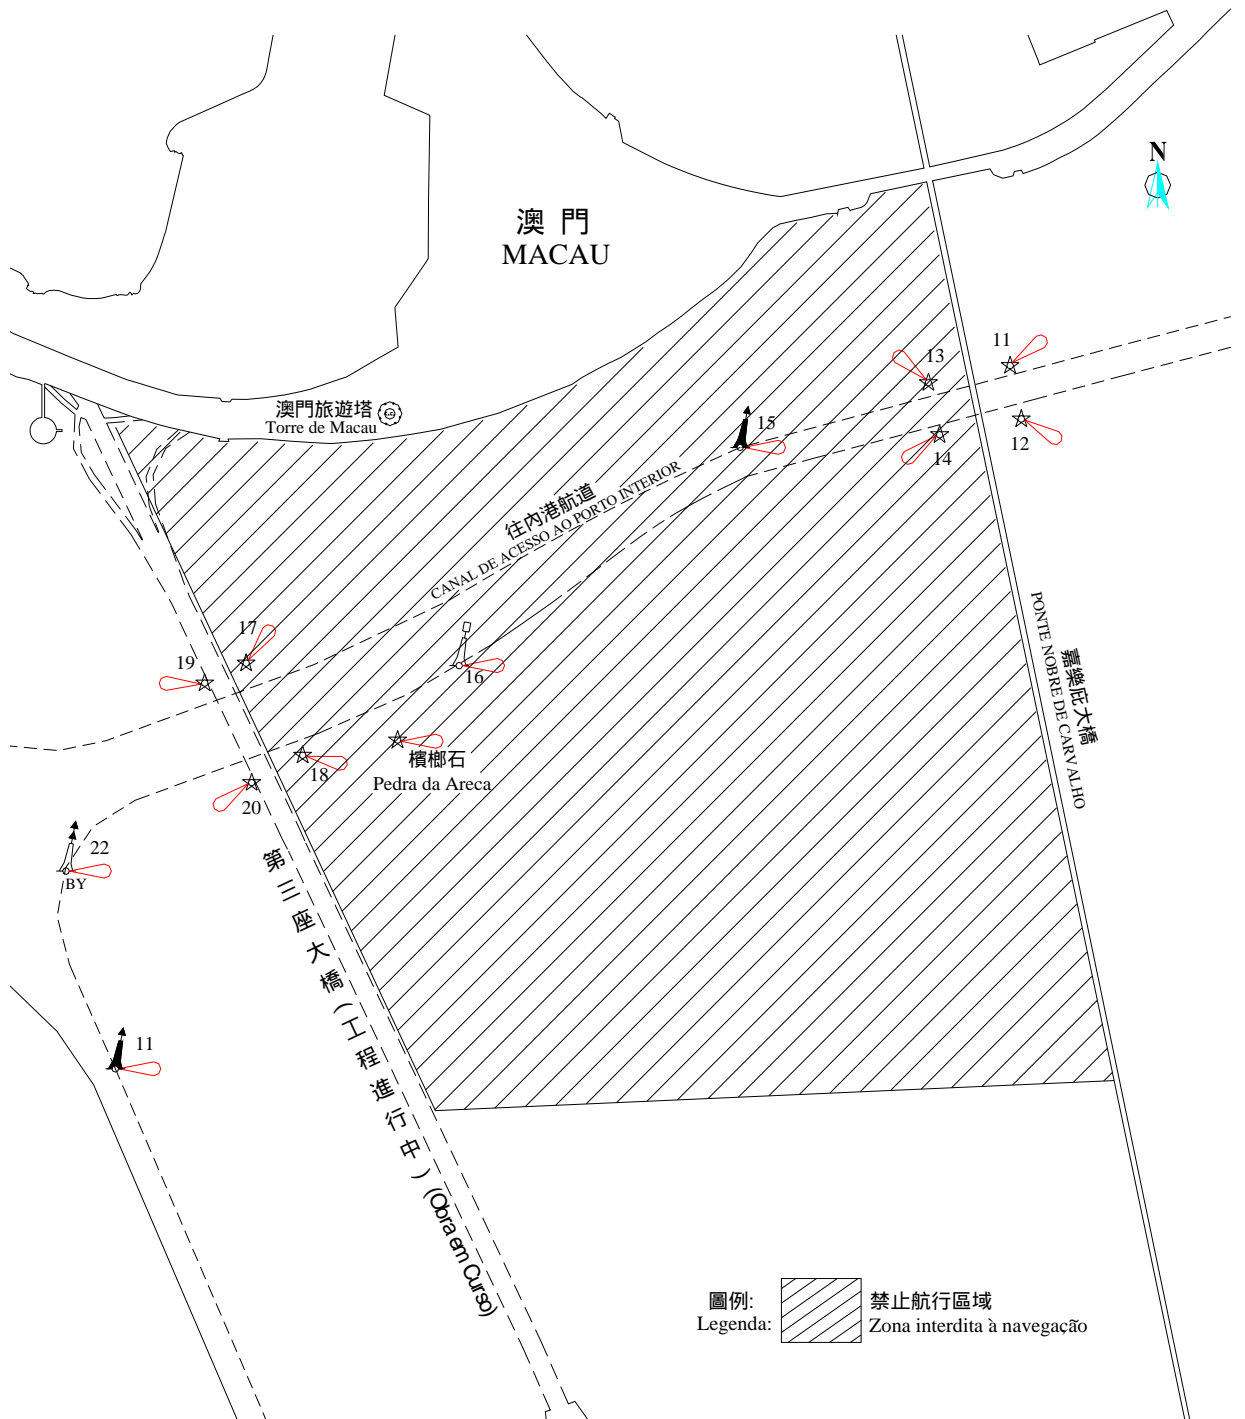 N
澳門
MACAU
11
13
12
14
15
澳門旅遊塔
Torre de Macau
往內港航道
CANAL DE ACESSO AO PORTO INTERIOR
17
19
16
檳榔石
Pedra da Areca
18
20
嘉樂庇大橋
PONTE NOBRE DE CARVALHO
22
BY
11
第三座大橋(工程進行中) (Obra em Curso)
圖例:
Legenda:
禁止航行區域
Zona interdita à navegação